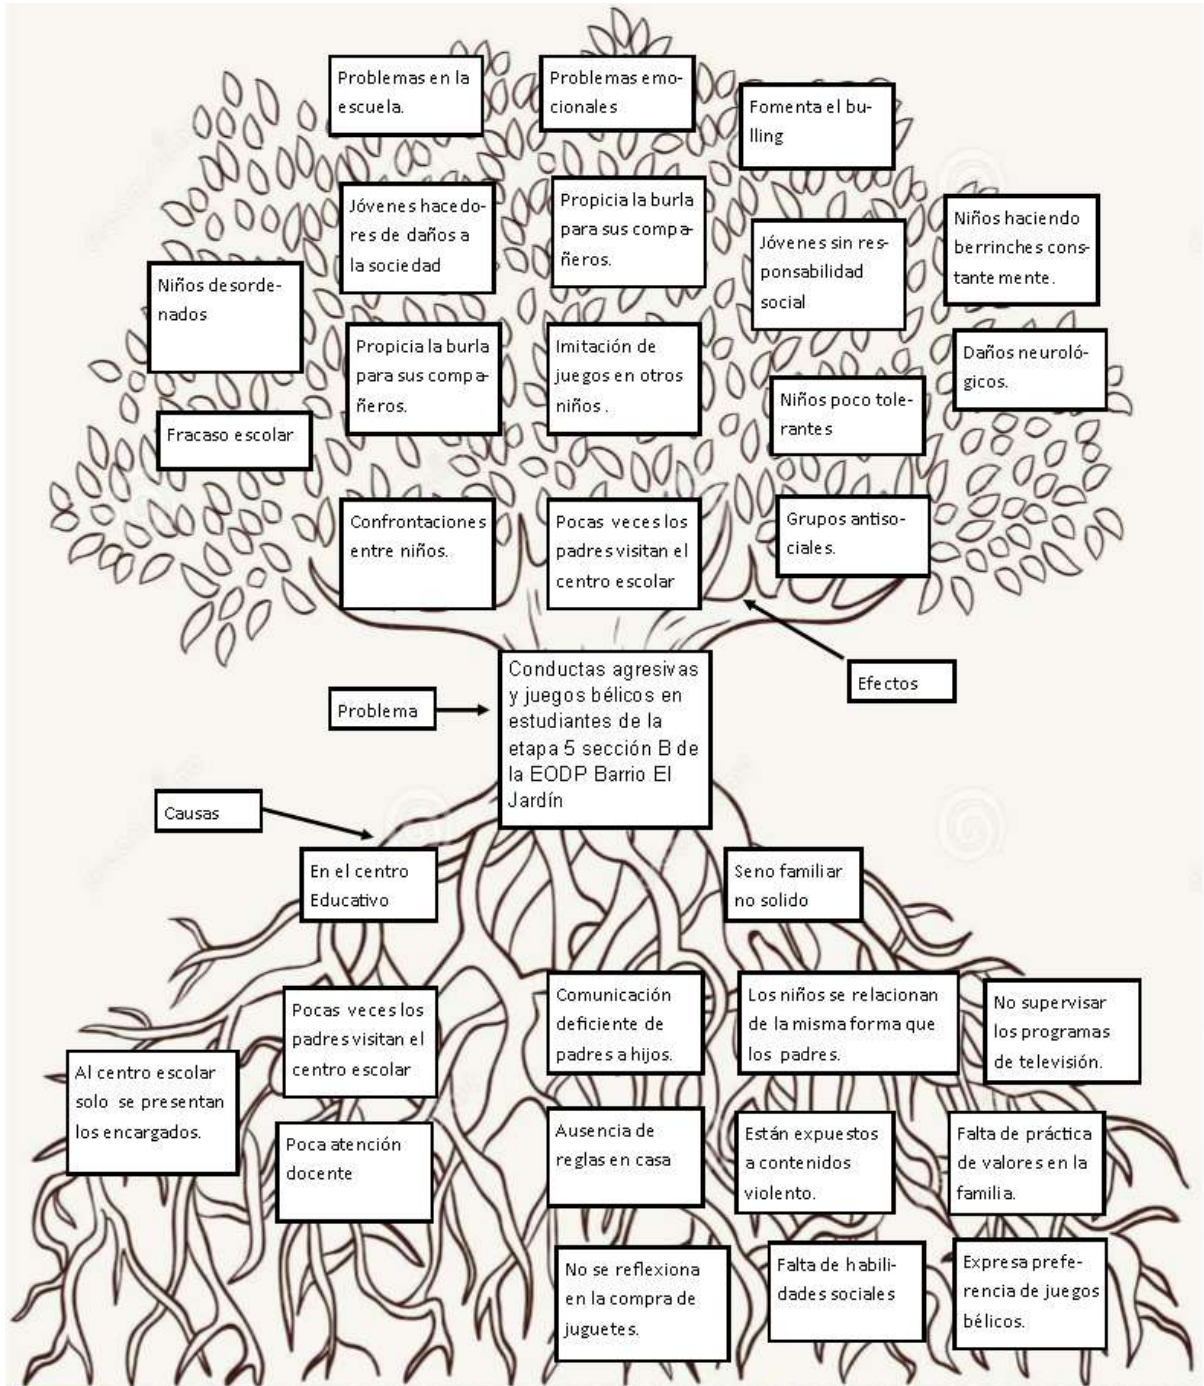 Problemas en la
escuela.
Problemas emo-
cionales
Fomenta el bu-
lling
Jóvenes hacedo-
res de daños a
la sociedad
Propicia la burla
para sus compa-
ñeros.
Jóvenes sin res-
ponsabilidad
social
Niños haciendo
berrinches cons-
tante mente.
Niños desorde-
nados
Propicia la burla
para sus compa-
ñeros.
Imitación de
juegos en otros
niños .
Niños poco tole-
rantes
Daños neuroló-
gicos.
Fracaso escolar
Confrontaciones
entre niños.
Pocas veces los
padres visitan el
centro escolar
Grupos antiso-
ciales.
Efectos
Problema
Conductas agresivas
y juegos bélicos en
estudiantes de la
etapa 5 sección B de
la EODP Barrio El
Jardín
Causas
En el centro
Educativo
Seno familiar
no solido
Al centro escolar
solo se presentan
los encargados.
Pocas veces los
padres visitan el
centro escolar
Comunicación
deficiente de
padres a hijos.
Los niños se relacionan
de la misma forma que
los padres.
No supervisar
los programas
de televisión.
Poca atención
docente
Ausencia de
reglas en casa
Están expuestos
a contenidos
violento.
Falta de práctica
de valores en la
familia.
No se reflexiona
en la compra de
juguetes.
Falta de habili-
dades sociales
Expresa prefe-
rencia de juegos
bélicos.